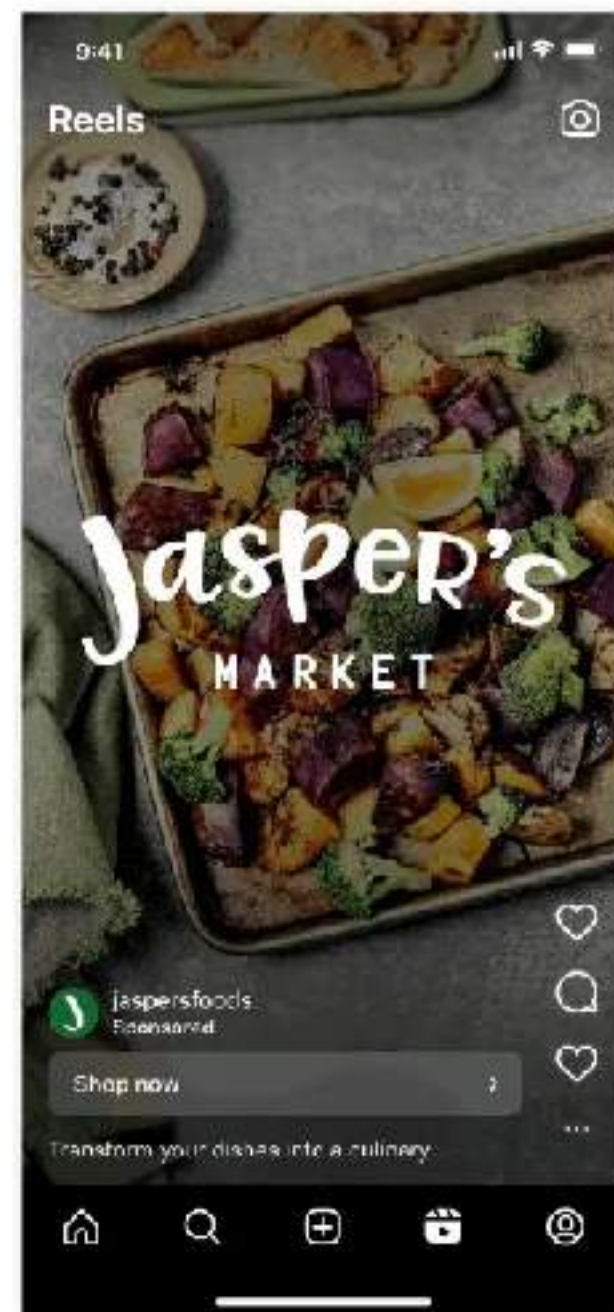 9:41
Reels
Jasper's
MARKET
jaspersfoods
Sponsored
Shop now
Transform your dishes into a culinary